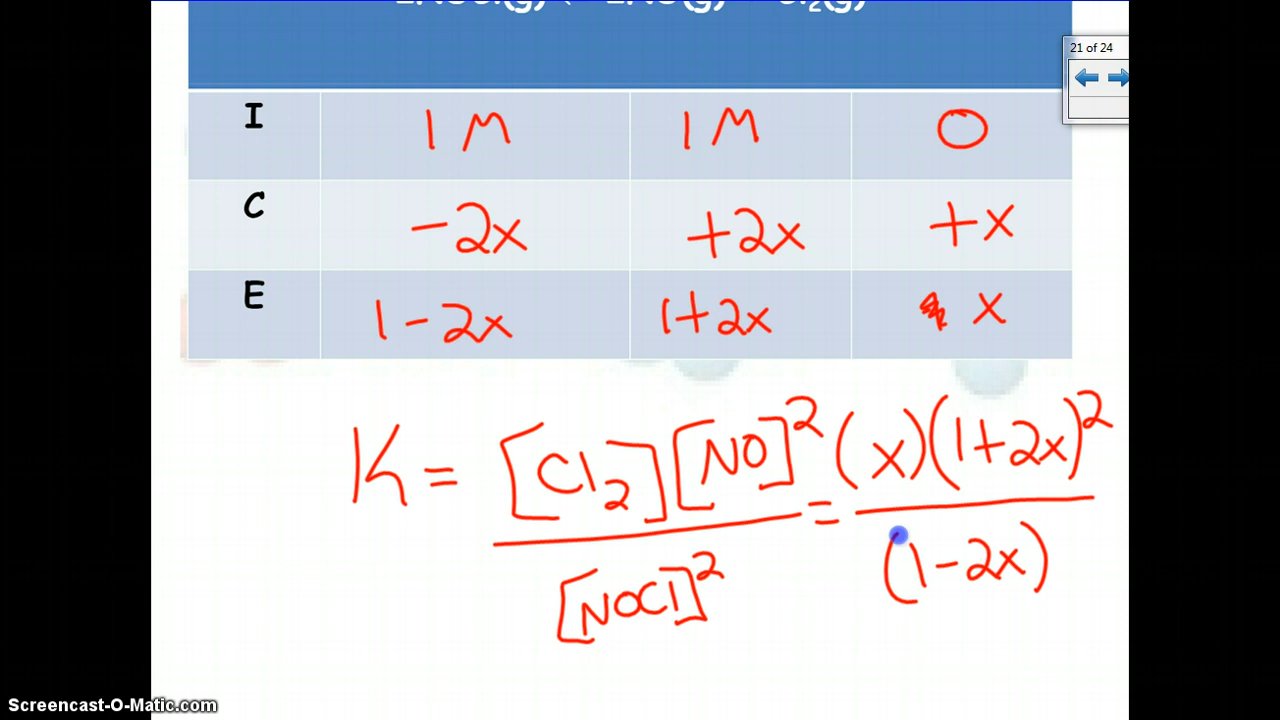 21 of 24
I 1 M 1 M 0
C -2x +2x +x
E 1-2x 1+2x x
K = [Cl₂][NO]² / [NOCl]² = (x)(1+2x)² / (1-2x)
Screencast-O-Matic.com